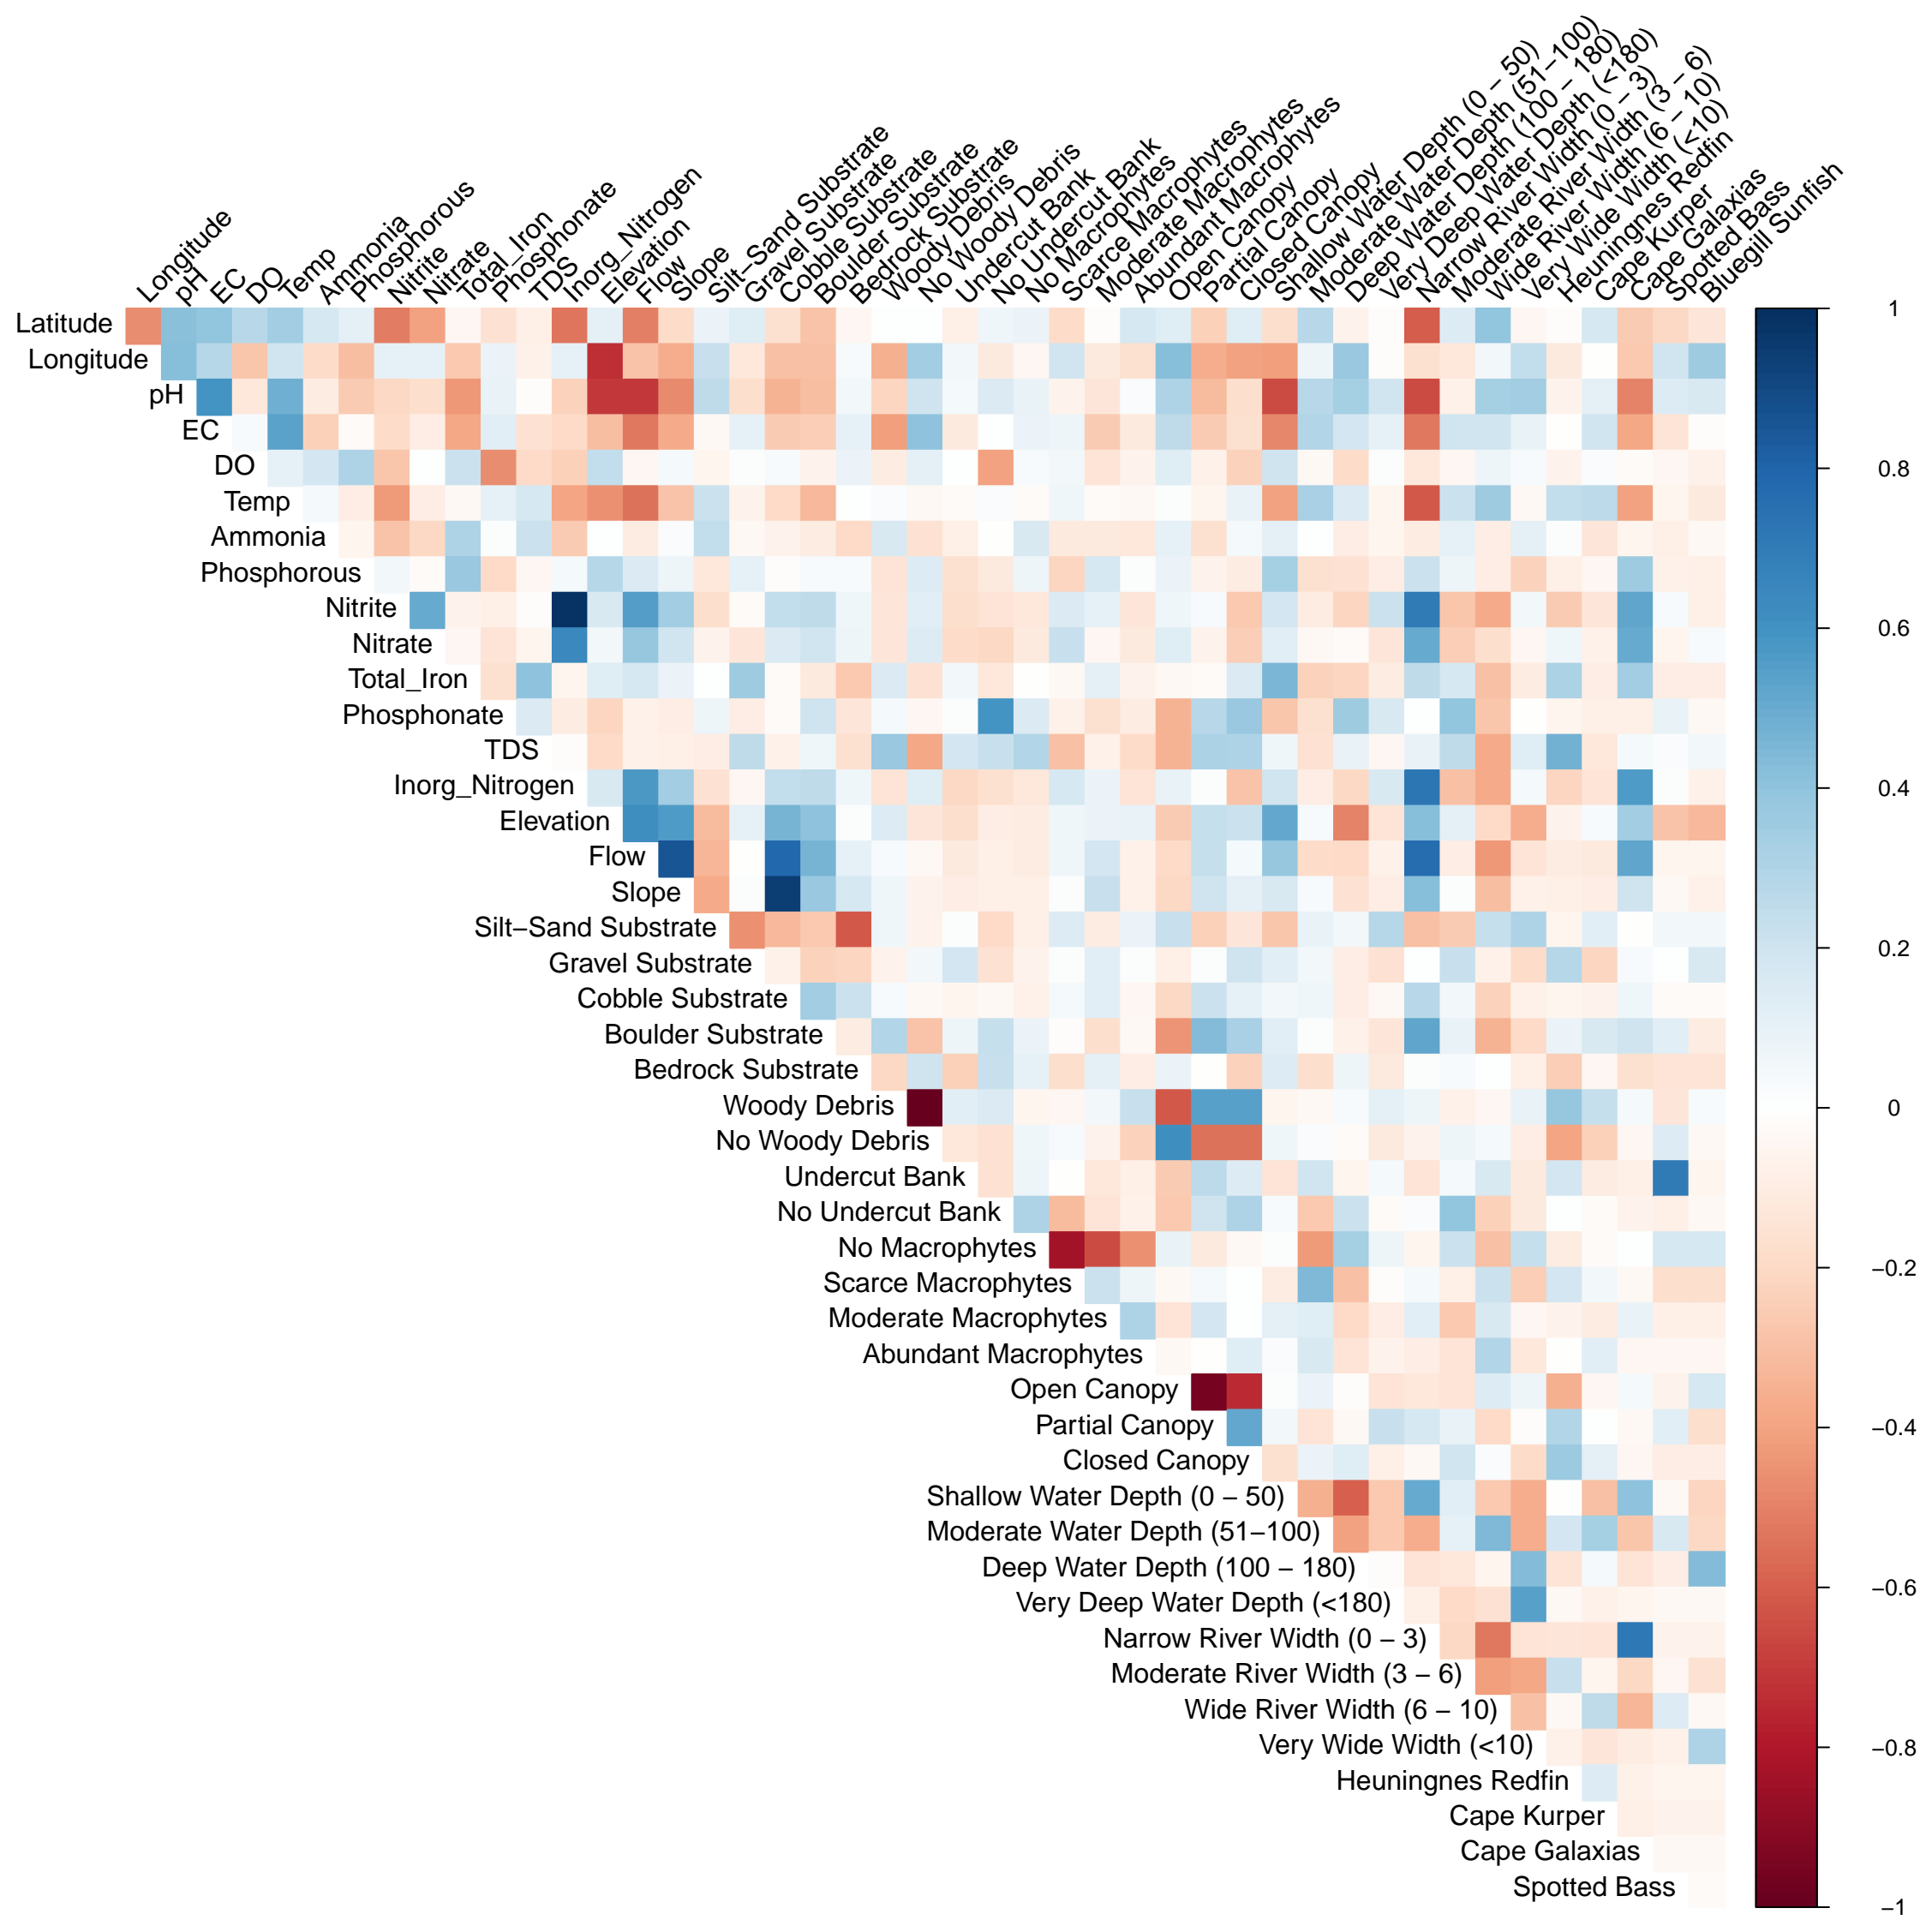 Longitude
pH
EC
DO
Temp
Ammonia
Phosphorous
Nitrite
Nitrate
Total_Iron
Phosphonate
TDS
Inorg_Nitrogen
Elevation
Flow
Slope
Silt−Sand Substrate
Gravel Substrate
Cobble Substrate
Boulder Substrate
Bedrock Substrate
Woody Debris
No Woody Debris
Undercut Bank
No Undercut Bank
No Macrophytes
Scarce Macrophytes
Moderate Macrophytes
Abundant Macrophytes
Open Canopy
Partial Canopy
Closed Canopy
Shallow Water Depth (0 − 50)
Moderate Water Depth (51−100)
Deep Water Depth (100 − 180)
Very Deep Water Depth (<180)
Narrow River Width (0 − 3)
Moderate River Width (3 − 6)
Wide River Width (6 − 10)
Very Wide Width (<10)
Heuningnes Redfin
Cape Kurper
Cape Galaxias
Spotted Bass
Bluegill Sunfish
Latitude
Longitude
pH
EC
DO
Temp
Ammonia
Phosphorous
Nitrite
Nitrate
Total_Iron
Phosphonate
TDS
Inorg_Nitrogen
Elevation
Flow
Slope
Silt−Sand Substrate
Gravel Substrate
Cobble Substrate
Boulder Substrate
Bedrock Substrate
Woody Debris
No Woody Debris
Undercut Bank
No Undercut Bank
No Macrophytes
Scarce Macrophytes
Moderate Macrophytes
Abundant Macrophytes
Open Canopy
Partial Canopy
Closed Canopy
Shallow Water Depth (0 − 50)
Moderate Water Depth (51−100)
Deep Water Depth (100 − 180)
Very Deep Water Depth (<180)
Narrow River Width (0 − 3)
Moderate River Width (3 − 6)
Wide River Width (6 − 10)
Very Wide Width (<10)
Heuningnes Redfin
Cape Kurper
Cape Galaxias
Spotted Bass
1
0.8
0.6
0.4
0.2
0
−0.2
−0.4
−0.6
−0.8
−1